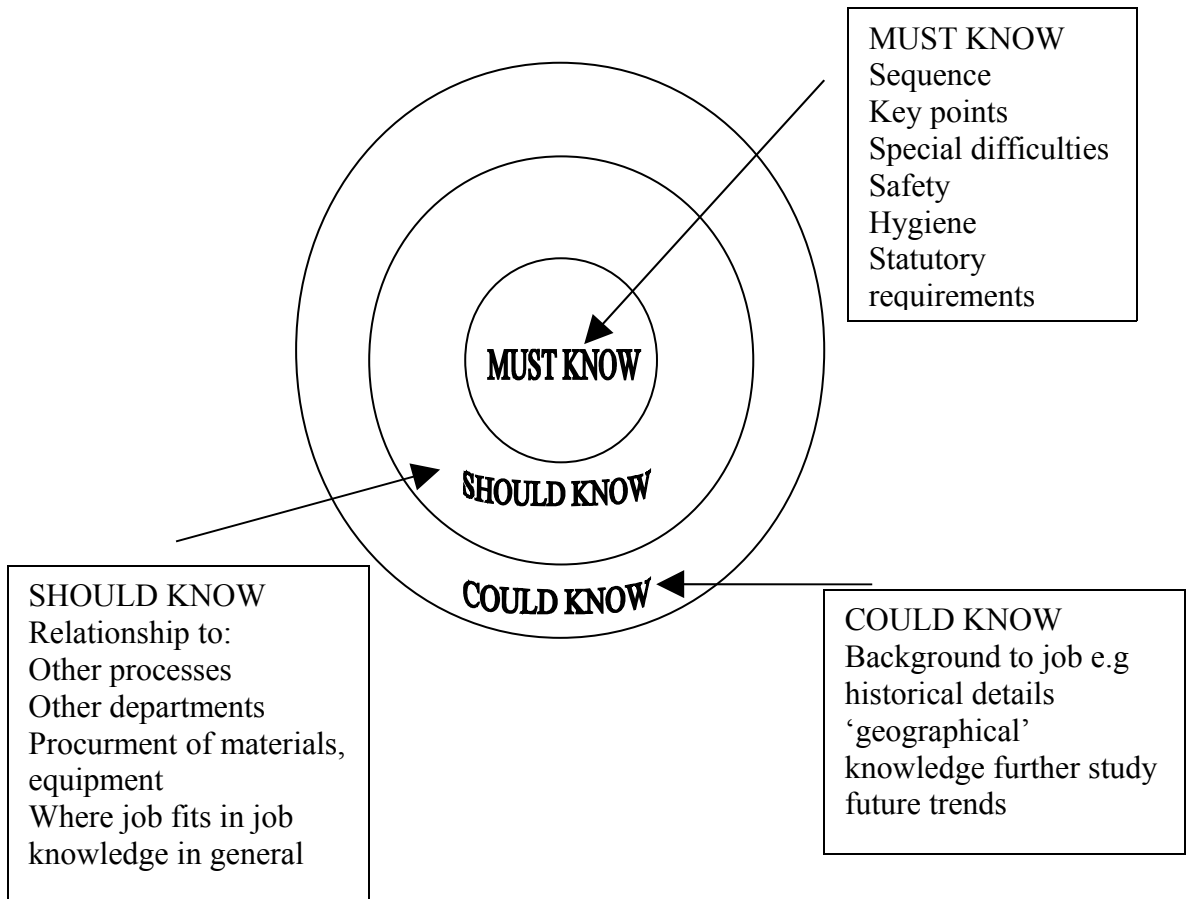 MUST KNOW
Sequence
Key points
Special difficulties
Safety
Hygiene
Statutory
requirements
MUST KNOW
SHOULD KNOW
COULD KNOW
SHOULD KNOW
Relationship to:
Other processes
Other departments
Procurment of materials,
equipment
Where job fits in job
knowledge in general
COULD KNOW
Background to job e.g
historical details
‘geographical’
knowledge further study
future trends